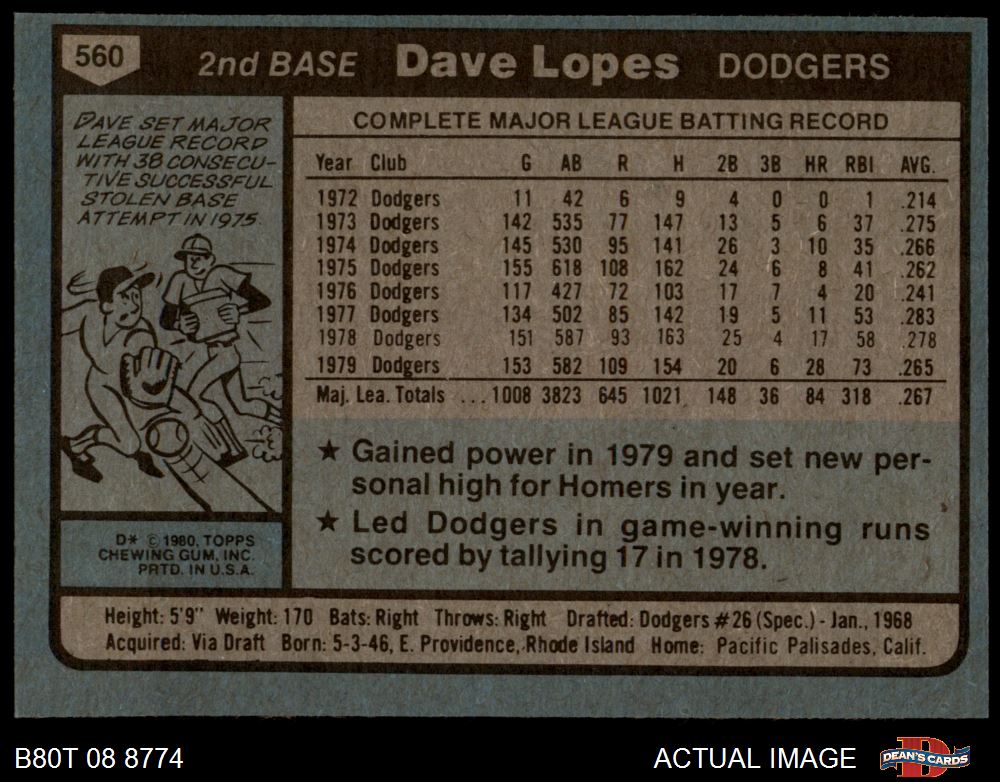 560 2nd BASE Dave Lopes DODGERS
DAVE SET MAJOR
LEAGUE RECORD
WITH 38 CONSECU-
TIVE SUCCESSFUL
STOLEN BASE
ATTEMPT IN 1975.
COMPLETE MAJOR LEAGUE BATTING RECORD
Year Club G AB R H 2B 3B HR RBI AVG.
1972 Dodgers 11 42 6 9 4 0 0 1 .214
1973 Dodgers 142 535 77 147 13 5 6 37 .275
1974 Dodgers 145 530 95 141 26 3 10 35 .266
1975 Dodgers 155 618 108 162 24 6 8 41 .262
1976 Dodgers 117 427 72 103 17 7 4 20 .241
1977 Dodgers 134 502 85 142 19 5 11 53 .283
1978 Dodgers 151 587 93 163 25 4 17 58 .278
1979 Dodgers 153 582 109 154 20 6 28 73 .265
Maj. Lea. Totals ... 1008 3823 645 1021 148 36 84 318 .267
★ Gained power in 1979 and set new per-
sonal high for Homers in year.
★ Led Dodgers in game-winning runs
scored by tallying 17 in 1978.
D* © 1980, TOPPS
CHEWING GUM, INC.
PRTD. IN U.S.A.
Height: 5'9" Weight: 170 Bats: Right Throws: Right Drafted: Dodgers #26 (Spec.) - Jan., 1968
Acquired: Via Draft Born: 5-3-46, E. Providence, Rhode Island Home: Pacific Palisades, Calif.
B80T 08 8774
ACTUAL IMAGE
D
DEAN'S CARDS